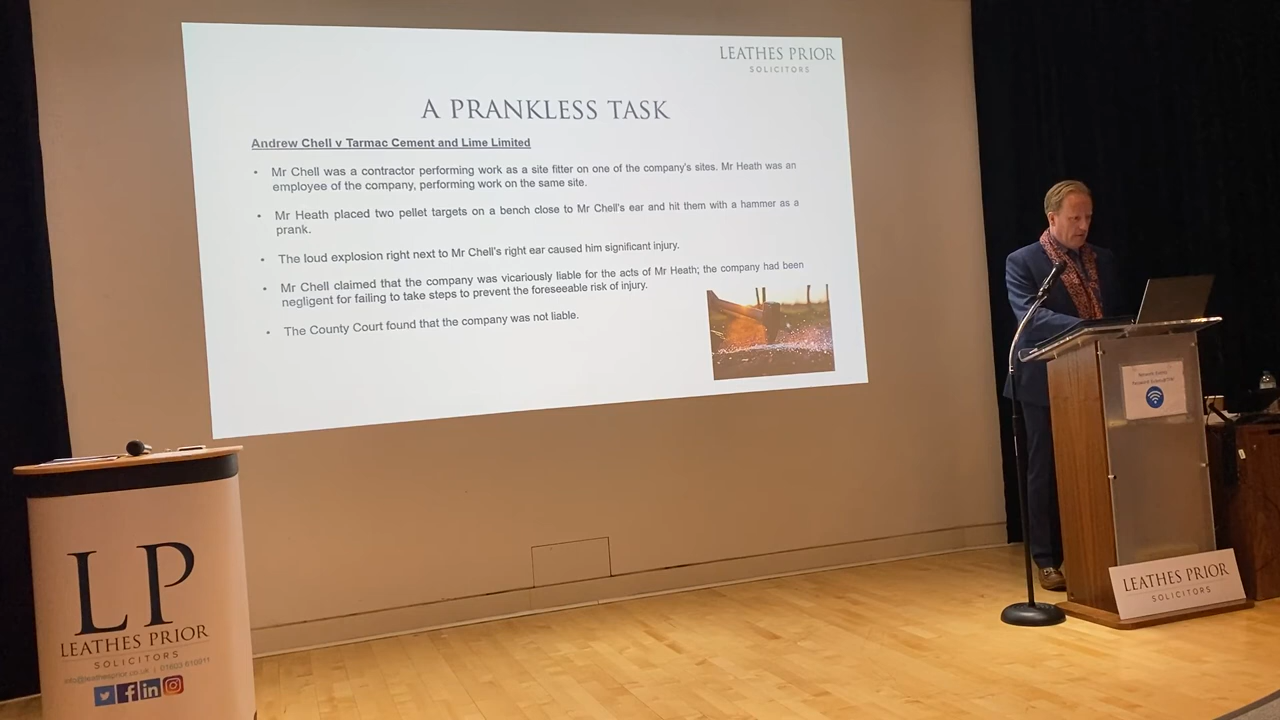 LEATHES PRIOR
SOLICITORS
A PRANKLESS TASK
Andrew Chell v Tarmac Cement and Lime Limited
• Mr Chell was a contractor performing work as a site fitter on one of the company's sites. Mr Heath was an
employee of the company, performing work on the same site.
• Mr Heath placed two pellet targets on a bench close to Mr Chell's ear and hit them with a hammer as a
prank.
• The loud explosion right next to Mr Chell's right ear caused him significant injury.
• Mr Chell claimed that the company was vicariously liable for the acts of Mr Heath; the company had been
negligent for failing to take steps to prevent the foreseeable risk of injury.
• The County Court found that the company was not liable.
LP
LEATHES PRIOR
SOLICITORS
info@leathesprior.co.uk | 01603 610911
LEATHES PRIOR
SOLICITORS